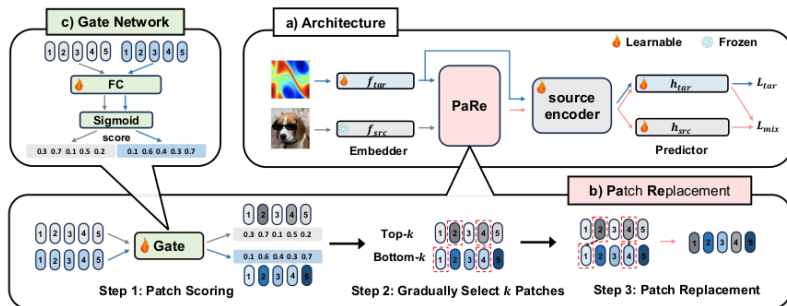 c) Gate Network
1 2 3 4 5 1 2 3 4 5
FC
Sigmoid
score
0.3 0.7 0.1 0.5 0.2 0.1 0.6 0.4 0.3 0.7
a) Architecture
Learnable Frozen
f_tar
f_src
Embedder
PaRe
source
encoder
h_tar
h_src
Predictor
L_tar
L_mix
b) Patch Replacement
1 2 3 4 5
1 2 3 4 5
Gate
1 2 3 4 5
0.3 0.7 0.1 0.5 0.2
0.1 0.6 0.4 0.3 0.7
1 2 3 4 5
Step 1: Patch Scoring
Top-k
1 2 3 4 5
Bottom-k
1 2 3 4 5
Step 2: Gradually Select k Patches
1 2 3 4 5
1 2 3 4 5
1 2 3 4 5
Step 3: Patch Replacement